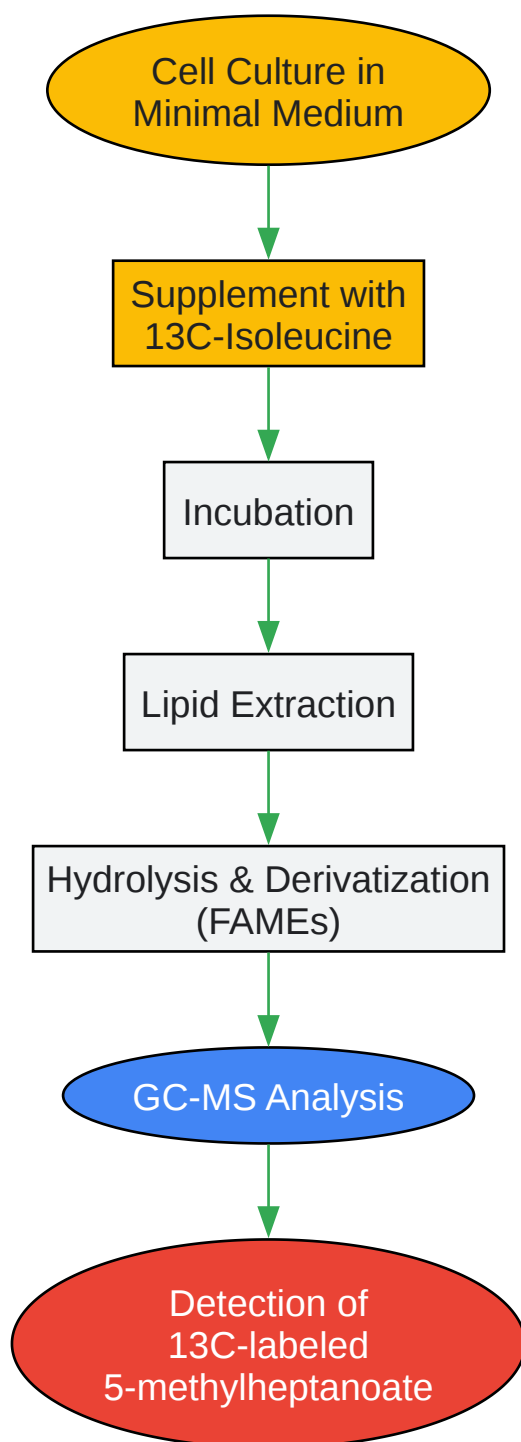 Cell Culture in
Minimal Medium
Supplement with
13C-Isoleucine
Incubation
Lipid Extraction
Hydrolysis & Derivatization
(FAMEs)
GC-MS Analysis
Detection of
13C-labeled
5-methylheptanoate